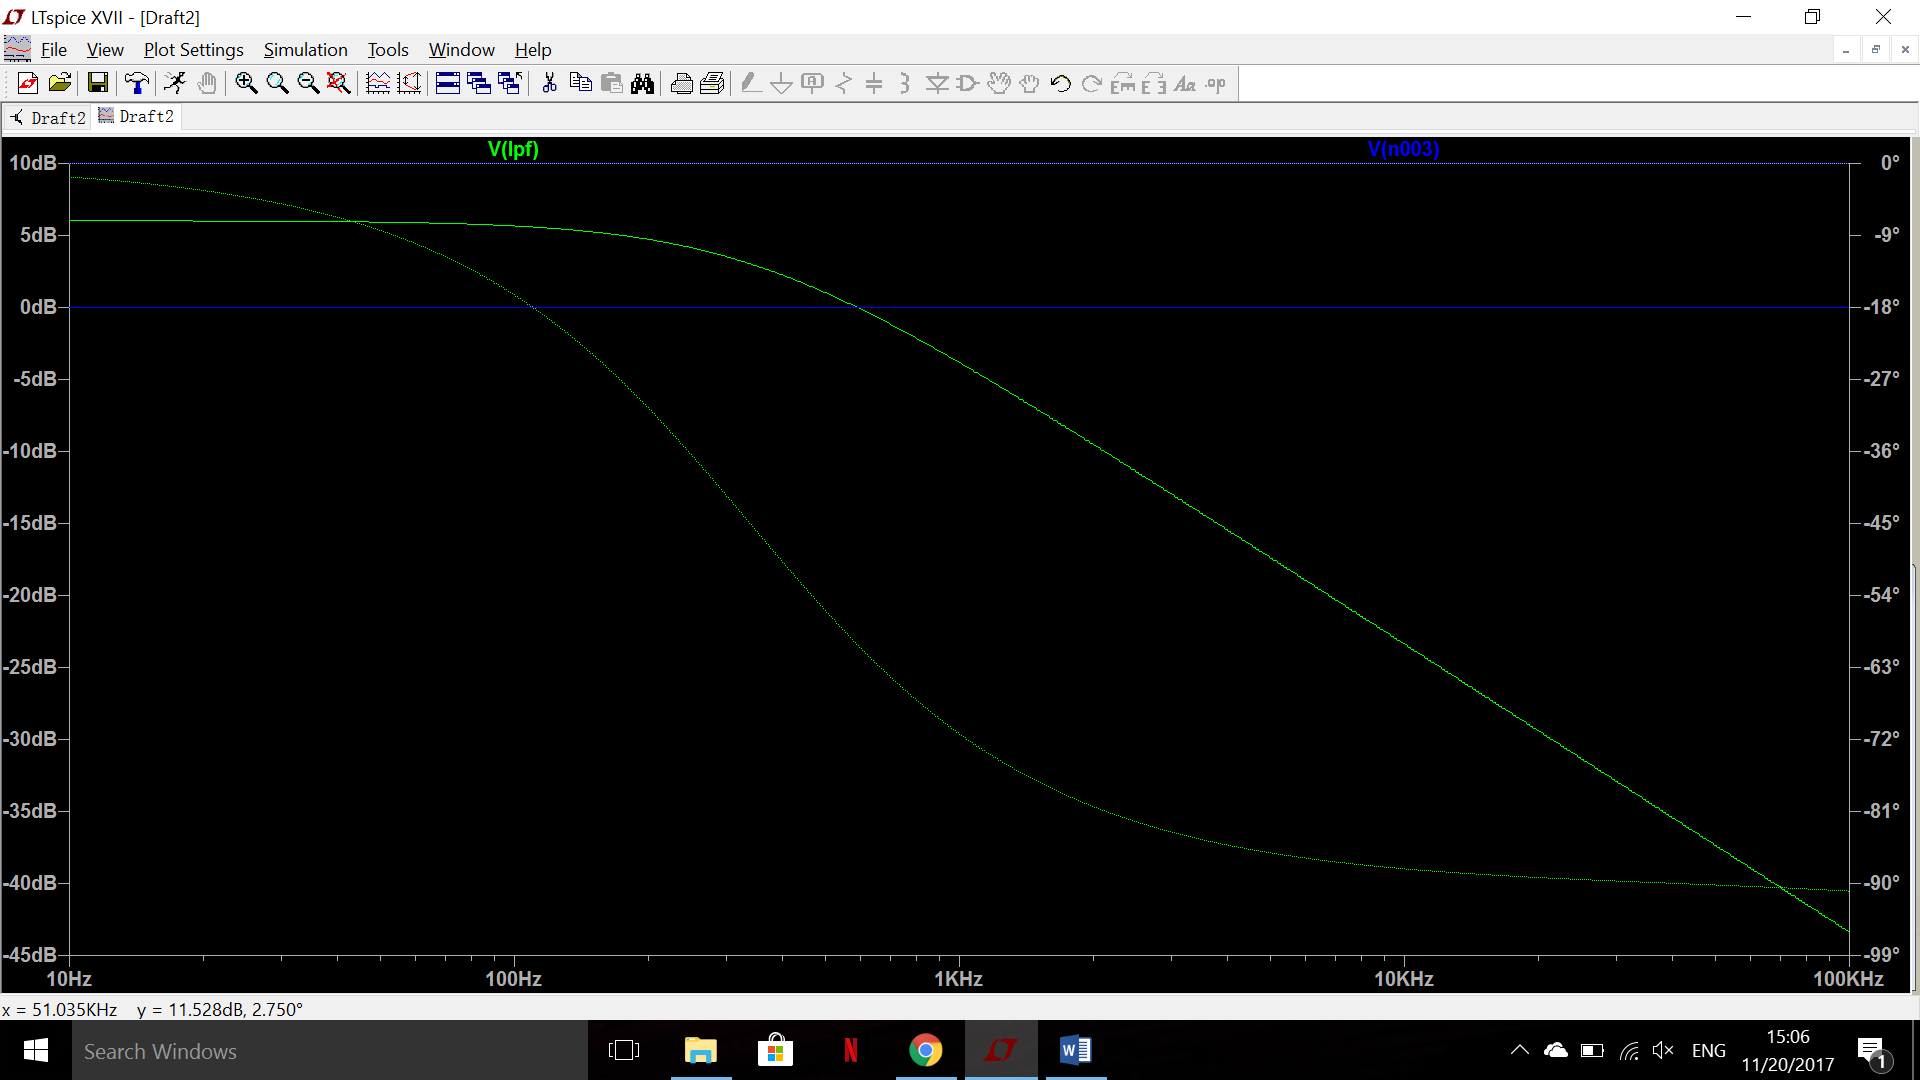 LTspice XVII - [Draft2]
File View Plot Settings Simulation Tools Window Help
Draft2 Draft2
V(lpf) V(n003)
10dB 0°
5dB -9°
0dB -18°
-5dB -27°
-10dB -36°
-15dB -45°
-20dB -54°
-25dB -63°
-30dB -72°
-35dB -81°
-40dB -90°
-45dB -99°
10Hz 100Hz 1KHz 10KHz 100KHz
x = 51.035KHz y = 11.528dB, 2.750°
Search Windows
ENG
15:06
11/20/2017
1